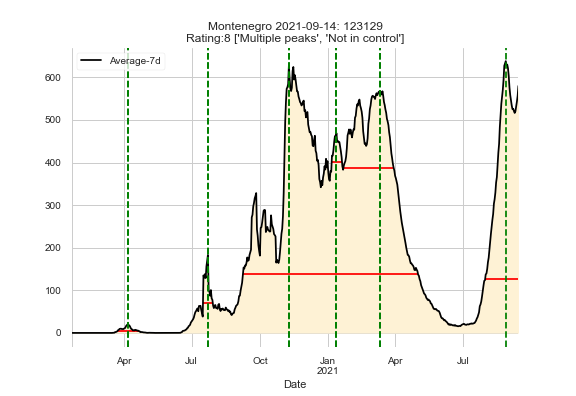 Montenegro 2021-09-14: 123129
Rating:8 ['Multiple peaks', 'Not in control']
Average-7d
600
500
400
300
200
100
0
Apr Jul Oct Jan Apr Jul
2021
Date